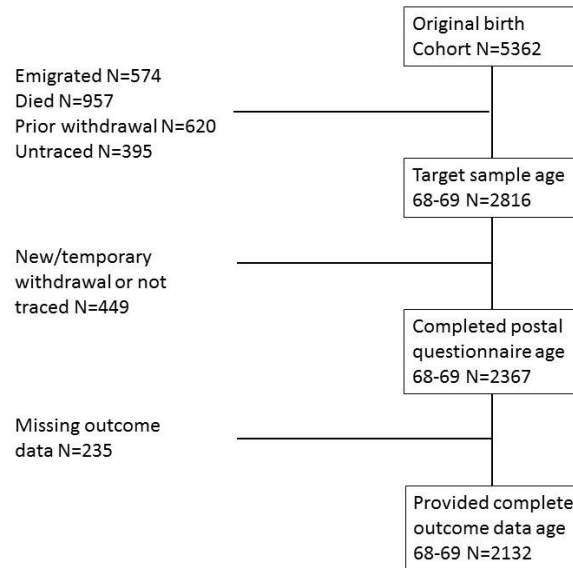 Original birth
Cohort N=5362
Emigrated N=574
Died N=957
Prior withdrawal N=620
Untraced N=395
Target sample age
68-69 N=2816
New/temporary
withdrawal or not
traced N=449
Completed postal
questionnaire age
68-69 N=2367
Missing outcome
data N=235
Provided complete
outcome data age
68-69 N=2132